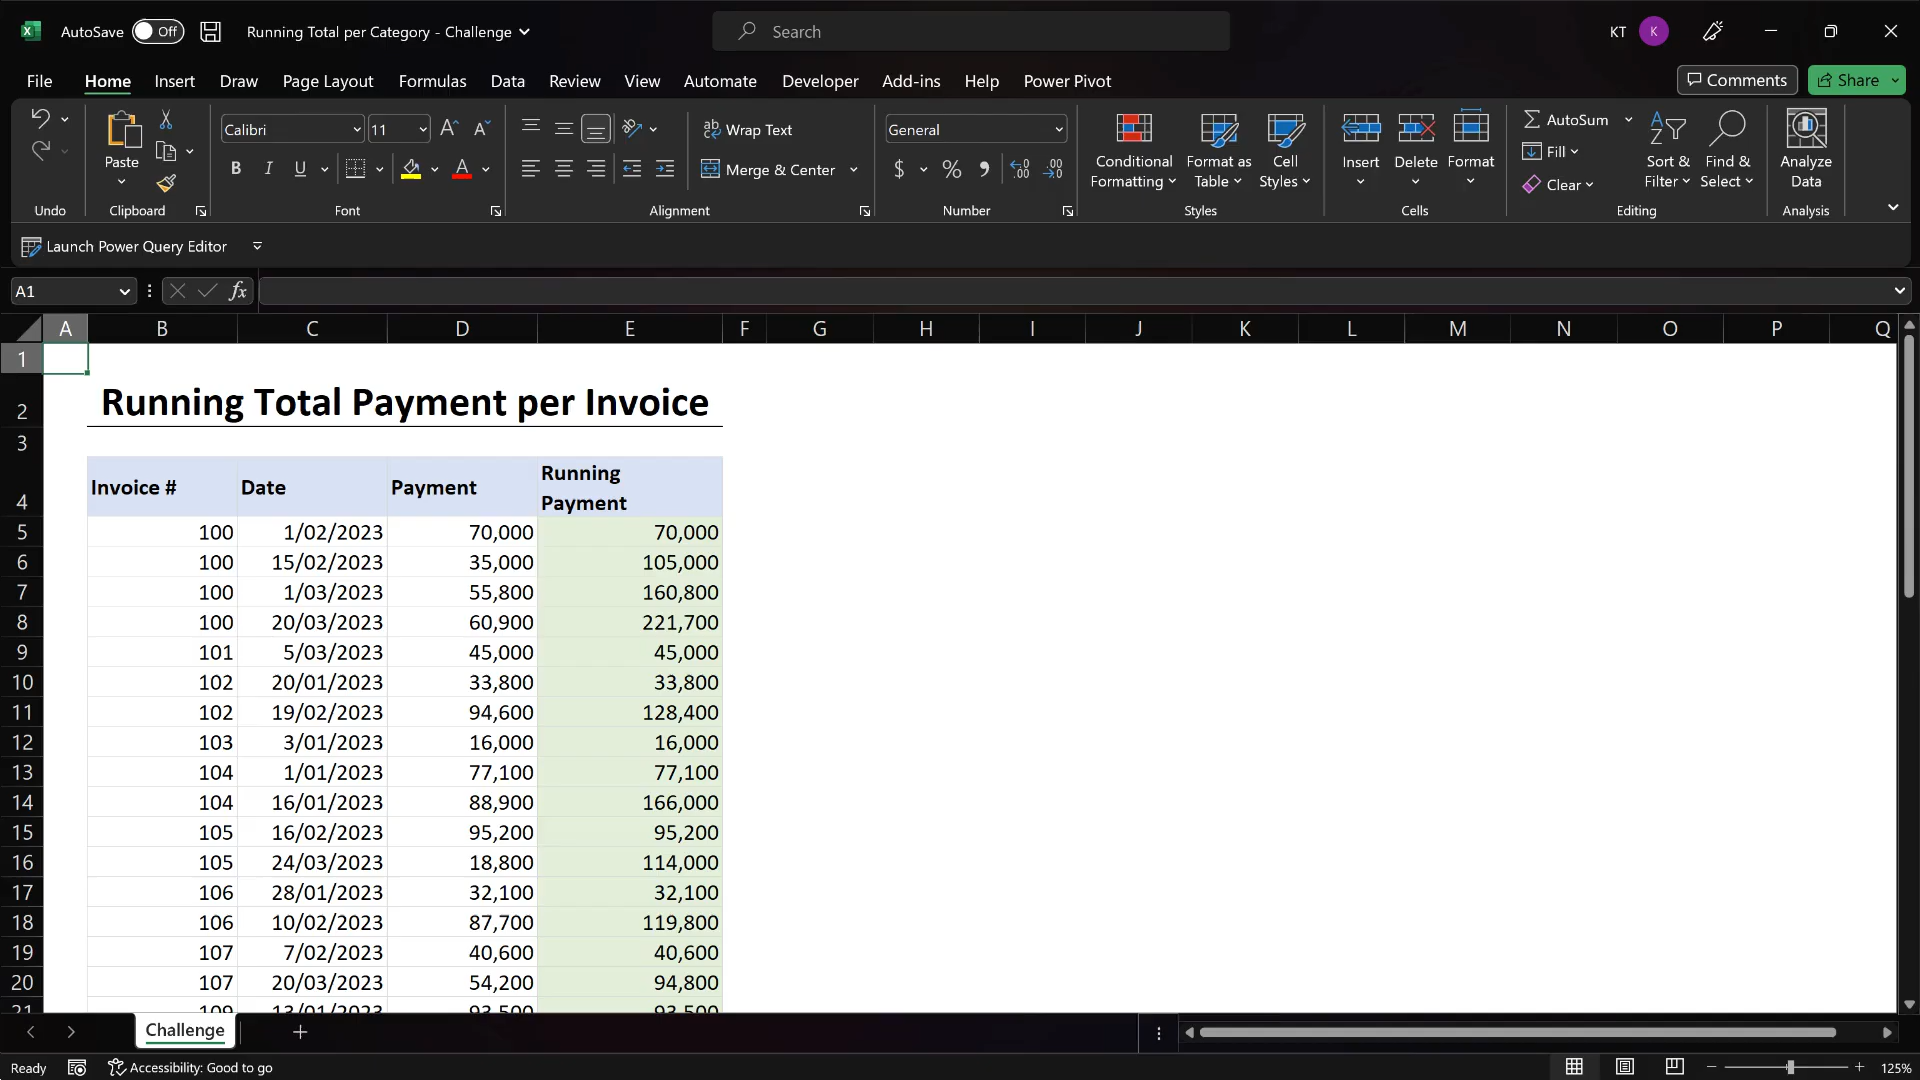 AutoSave Off Running Total per Category - Challenge Search KT K
File Home Insert Draw Page Layout Formulas Data Review View Automate Developer Add-ins Help Power Pivot Comments Share
Paste
Calibri 11
Wrap Text
Merge & Center
General
$ %
Conditional Formatting
Format as Table
Cell Styles
Insert Delete Format
AutoSum
Fill
Clear
Sort & Filter
Find & Select
Analyze Data
Undo Clipboard Font Alignment Number Styles Cells Editing Analysis
Launch Power Query Editor
A1 fx
A B C D E F G H I J K L M N O P Q
1
2 Running Total Payment per Invoice
3
4 Invoice # Date Payment Running Payment
5 100 1/02/2023 70,000 70,000
6 100 15/02/2023 35,000 105,000
7 100 1/03/2023 55,800 160,800
8 100 20/03/2023 60,900 221,700
9 101 5/03/2023 45,000 45,000
10 102 20/01/2023 33,800 33,800
11 102 19/02/2023 94,600 128,400
12 103 3/01/2023 16,000 16,000
13 104 1/01/2023 77,100 77,100
14 104 16/01/2023 88,900 166,000
15 105 16/02/2023 95,200 95,200
16 105 24/03/2023 18,800 114,000
17 106 28/01/2023 32,100 32,100
18 106 10/02/2023 87,700 119,800
19 107 7/02/2023 40,600 40,600
20 107 20/03/2023 54,200 94,800
Challenge
Ready Accessibility: Good to go 125%